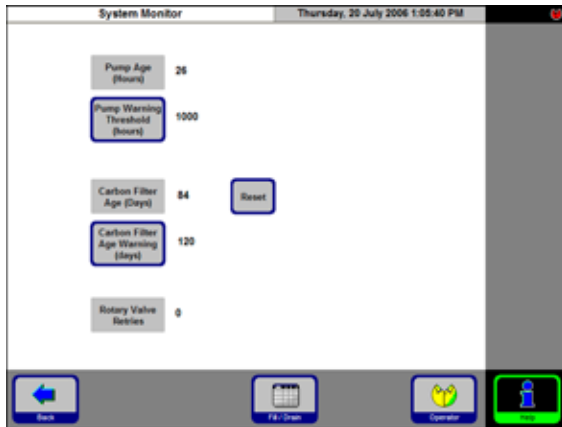 System Monitor
Thursday, 20 July 2006 1:05:40 PM
Pump Age
(Hours)
26
Pump Warning
Threshold
(hours)
1000
Carbon Filter
Age (Days)
84
Reset
Carbon Filter
Age Warning
(days)
120
Rotary Valve
Retries
0
Back
Fill / Drain
Operator
Help